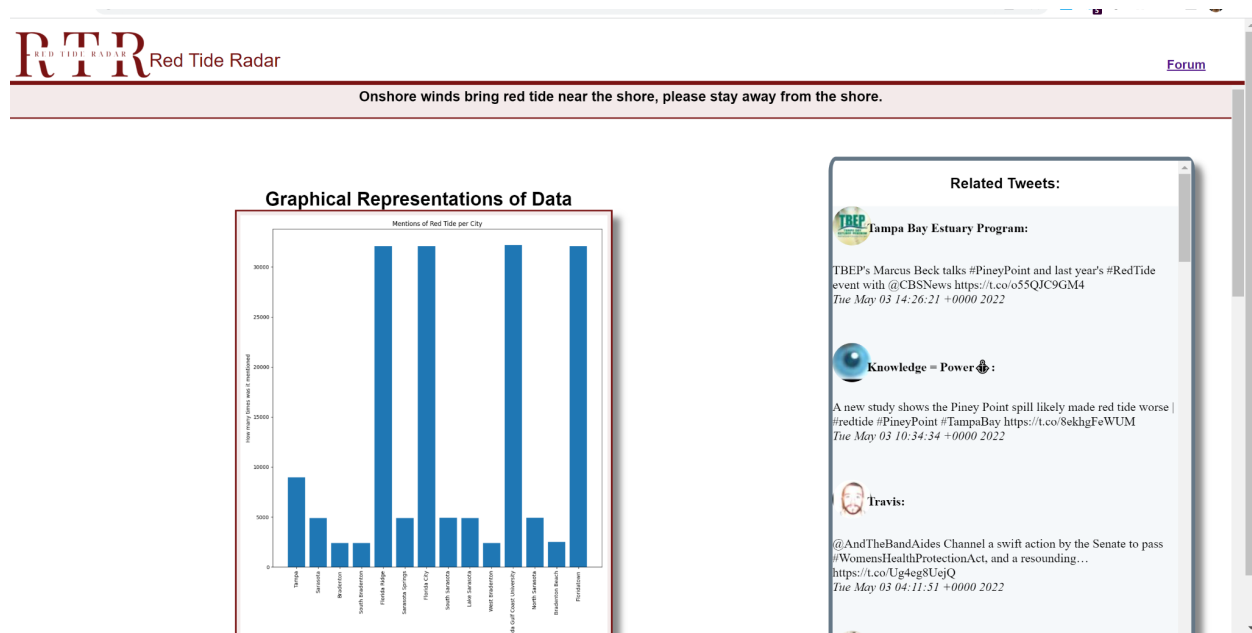 RTR
RED TIDE RADAR
Red Tide Radar
Forum
Onshore winds bring red tide near the shore, please stay away from the shore.
Graphical Representations of Data
Mentions of Red Tide per City
How many times was it mentioned
30000
25000
20000
15000
10000
5000
0
Tampa
Sarasota
Bradenton
South Bradenton
Florida Ridge
Sarasota Springs
Florida City
South Sarasota
Lake Sarasota
West Bradenton
da Gulf Coast University
North Sarasota
Bradenton Beach
Floridatown
Related Tweets:
TBEP
Tampa Bay Estuary Program:
TBEP's Marcus Beck talks #PineyPoint and last year's #RedTide
event with @CBSNews https://t.co/o55QJC9GM4
Tue May 03 14:26:21 +0000 2022
Knowledge = Power :
A new study shows the Piney Point spill likely made red tide worse |
#redtide #PineyPoint #TampaBay https://t.co/8ekhgFeWUM
Tue May 03 10:34:34 +0000 2022
Travis:
@AndTheBandAides Channel a swift action by the Senate to pass
#WomensHealthProtectionAct, and a resounding…
https://t.co/Ug4eg8UejQ
Tue May 03 04:11:51 +0000 2022